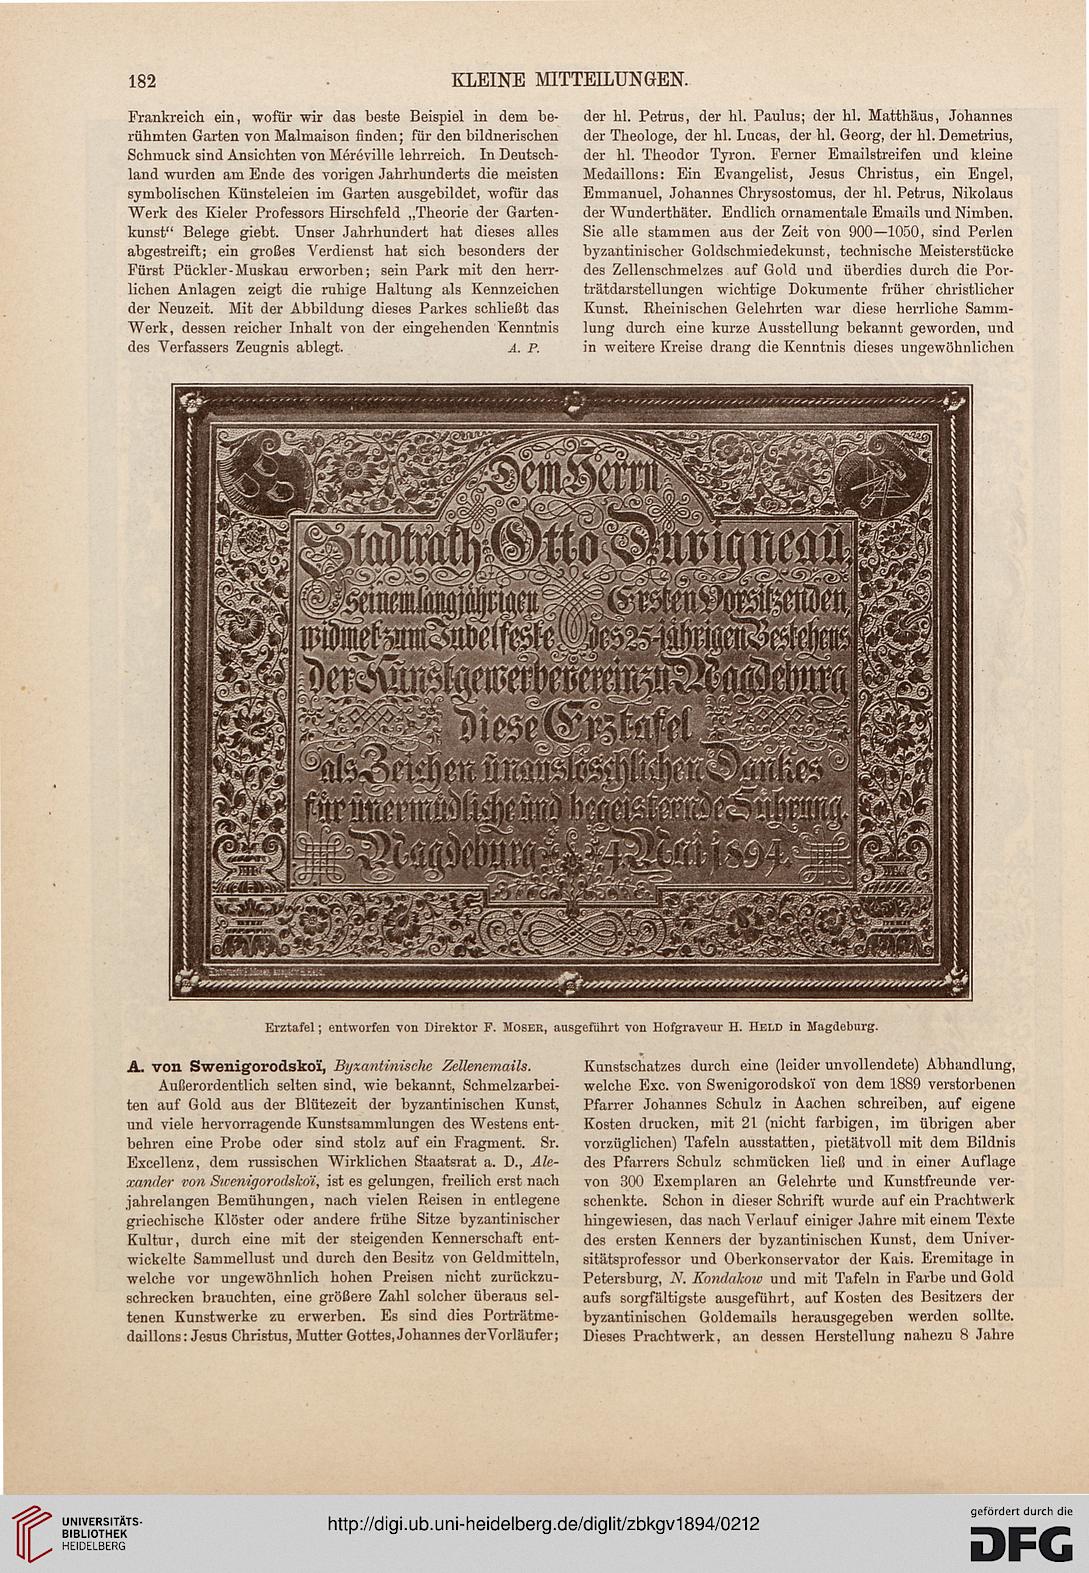 182
KLEINE MITTEILUNGEN.
Frankreich ein, wofür wir das beste Beispiel in dem be-
rühmten Garten von Malmaison finden; für den bildnerischen
Schmuck sind Ansichten von Méréville lehrreich. In Deutsch-
land wurden am Ende des vorigen Jahrhunderts die meisten
symbolischen Künsteleien im Garten ausgebildet, wofür das
Werk des Kieler Professors Hirschfeld „Theorie der Garten-
kunst“ Belege giebt. Unser Jahrhundert hat dieses alles
abgestreift; ein großes Verdienst hat sich besonders der
Fürst Pückler-Muskau erworben; sein Park mit den herr-
lichen Anlagen zeigt die ruhige Haltung als Kennzeichen
der Neuzeit. Mit der Abbildung dieses Parkes schließt das
Werk, dessen reicher Inhalt von der eingehenden Kenntnis
des Verfassers Zeugnis ablegt. A. P.
der hl. Petrus, der hl. Paulus; der hl. Matthäus, Johannes
der Theologe, der hl. Lucas, der hl. Georg, der hl. Demetrius,
der hl. Theodor Tyron. Ferner Emailstreifen und kleine
Medaillons: Ein Evangelist, Jesus Christus, ein Engel,
Emmanuel, Johannes Chrysostomus, der hl. Petrus, Nikolaus
der Wunderthäter. Endlich ornamentale Emails und Nimben.
Sie alle stammen aus der Zeit von 900—1050, sind Perlen
byzantinischer Goldschmiedekunst, technische Meisterstücke
des Zellenschmelzes auf Gold und überdies durch die Por-
trätdarstellungen wichtige Dokumente früher christlicher
Kunst. Rheinischen Gelehrten war diese herrliche Samm-
lung durch eine kurze Ausstellung bekannt geworden, und
in weitere Kreise drang die Kenntnis dieses ungewöhnlichen
Dem Herrn
Stadtrath Otto Duvigneau
seinem langjährigen Ersten Vorsitzenden,
widmet zum Jubelfeste des 25-jährigen Bestehens
Der Kunstgewerbeverein zu Magdeburg
diese Erztafel
als Zeichen unauslöschlichen Dankes
für unermüdliche und begeisternde Führung.
Magdeburg 4 Mai 1894.
Erztafel; entworfen von Direktor F. MOSER, ausgeführt von Hofgraveur H. HELD in Magdeburg.
A. von Swenigorodskoï, Byzantinische Zellenemails.
Außerordentlich selten sind, wie bekannt, Schmelzarbei-
ten auf Gold aus der Blütezeit der byzantinischen Kunst,
und viele hervorragende Kunstsammlungen des Westens ent-
behren eine Probe oder sind stolz auf ein Fragment. Sr.
Excellenz, dem russischen Wirklichen Staatsrat a. D., Ale-
xander von Swenigorodskoï, ist es gelungen, freilich erst nach
jahrelangen Bemühungen, nach vielen Reisen in entlegene
griechische Klöster oder andere frühe Sitze byzantinischer
Kultur, durch eine mit der steigenden Kennerschaft ent-
wickelte Sammellust und durch den Besitz von Geldmitteln,
welche vor ungewöhnlich hohen Preisen nicht zurückzu-
schrecken brauchten, eine größere Zahl solcher überaus sel-
tenen Kunstwerke zu erwerben. Es sind dies Porträtme-
daillons: Jesus Christus, Mutter Gottes, Johannes der Vorläufer;
Kunstschatzes durch eine (leider unvollendete) Abhandlung,
welche Exc. von Swenigorodskoï von dem 1889 verstorbenen
Pfarrer Johannes Schulz in Aachen schreiben, auf eigene
Kosten drucken, mit 21 (nicht farbigen, im übrigen aber
vorzüglichen) Tafeln ausstatten, pietätvoll mit dem Bildnis
des Pfarrers Schulz schmücken ließ und in einer Auflage
von 300 Exemplaren an Gelehrte und Kunstfreunde ver-
schenkte. Schon in dieser Schrift wurde auf ein Prachtwerk
hingewiesen, das nach Verlauf einiger Jahre mit einem Texte
des ersten Kenners der byzantinischen Kunst, dem Univer-
sitätsprofessor und Oberkonservator der Kais. Eremitage in
Petersburg, N. Kondakow und mit Tafeln in Farbe und Gold
aufs sorgfältigste ausgeführt, auf Kosten des Besitzers der
byzantinischen Goldemails herausgegeben werden sollte.
Dieses Prachtwerk, an dessen Herstellung nahezu 8 Jahre
UNIVERSITÄTS-
BIBLIOTHEK
HEIDELBERG
http://digi.ub.uni-heidelberg.de/diglit/zbkgv1894/0212
gefördert durch die
DFG